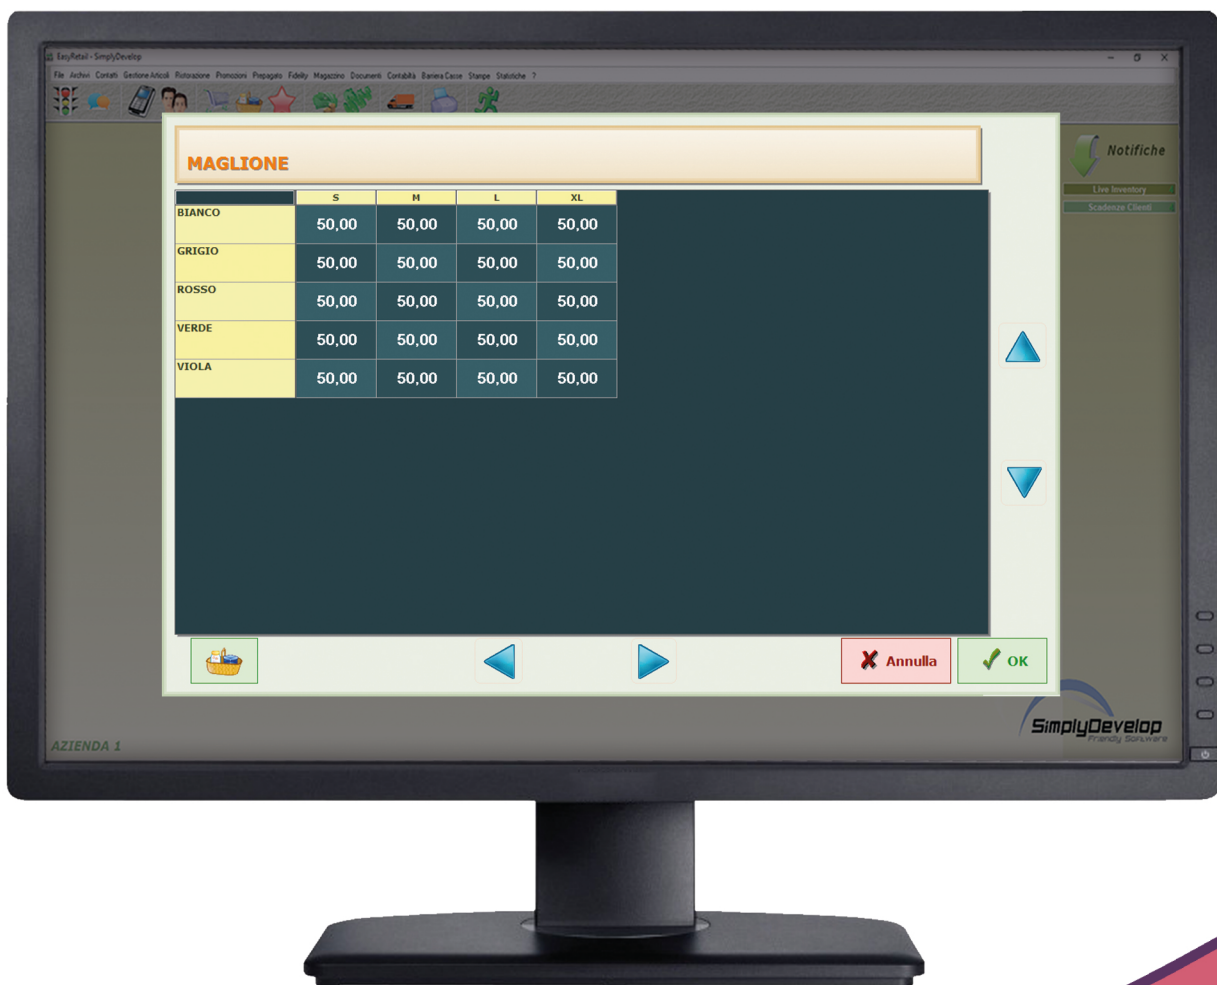 EasyRetail - SimplyDevelop
File Archivi Contatti Gestione Articoli Ristorazione Promozioni Prepagato Fidelity Magazzino Documenti Contabilità Barriera Casse Stampe Statistiche ?
Notifiche
Live Inventory
Scadenze Clienti
MAGLIONE
S M L XL
BIANCO 50,00 50,00 50,00 50,00
GRIGIO 50,00 50,00 50,00 50,00
ROSSO 50,00 50,00 50,00 50,00
VERDE 50,00 50,00 50,00 50,00
VIOLA 50,00 50,00 50,00 50,00
Annulla OK
SimplyDevelop
Friendly Software
AZIENDA 1